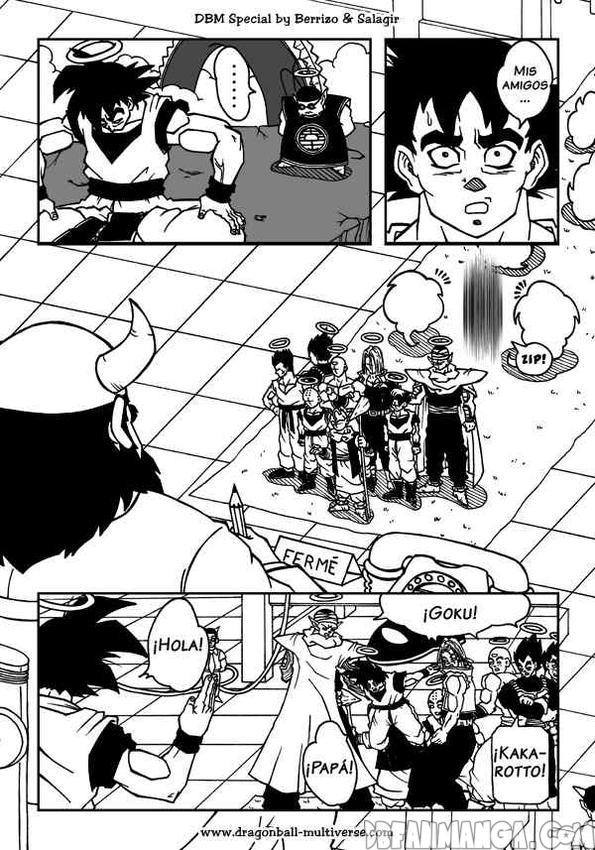 DBM Special by Berrizo & Salagir
. . . .
MIS
AMIGOS
...
ZIP!
FERMÉ
¡HOLA!
¡GOKU!
¡PAPÁ!
¡KAKA-
ROTTO!
www.dragonball-multiverse.com
DBFANMANGA.COM